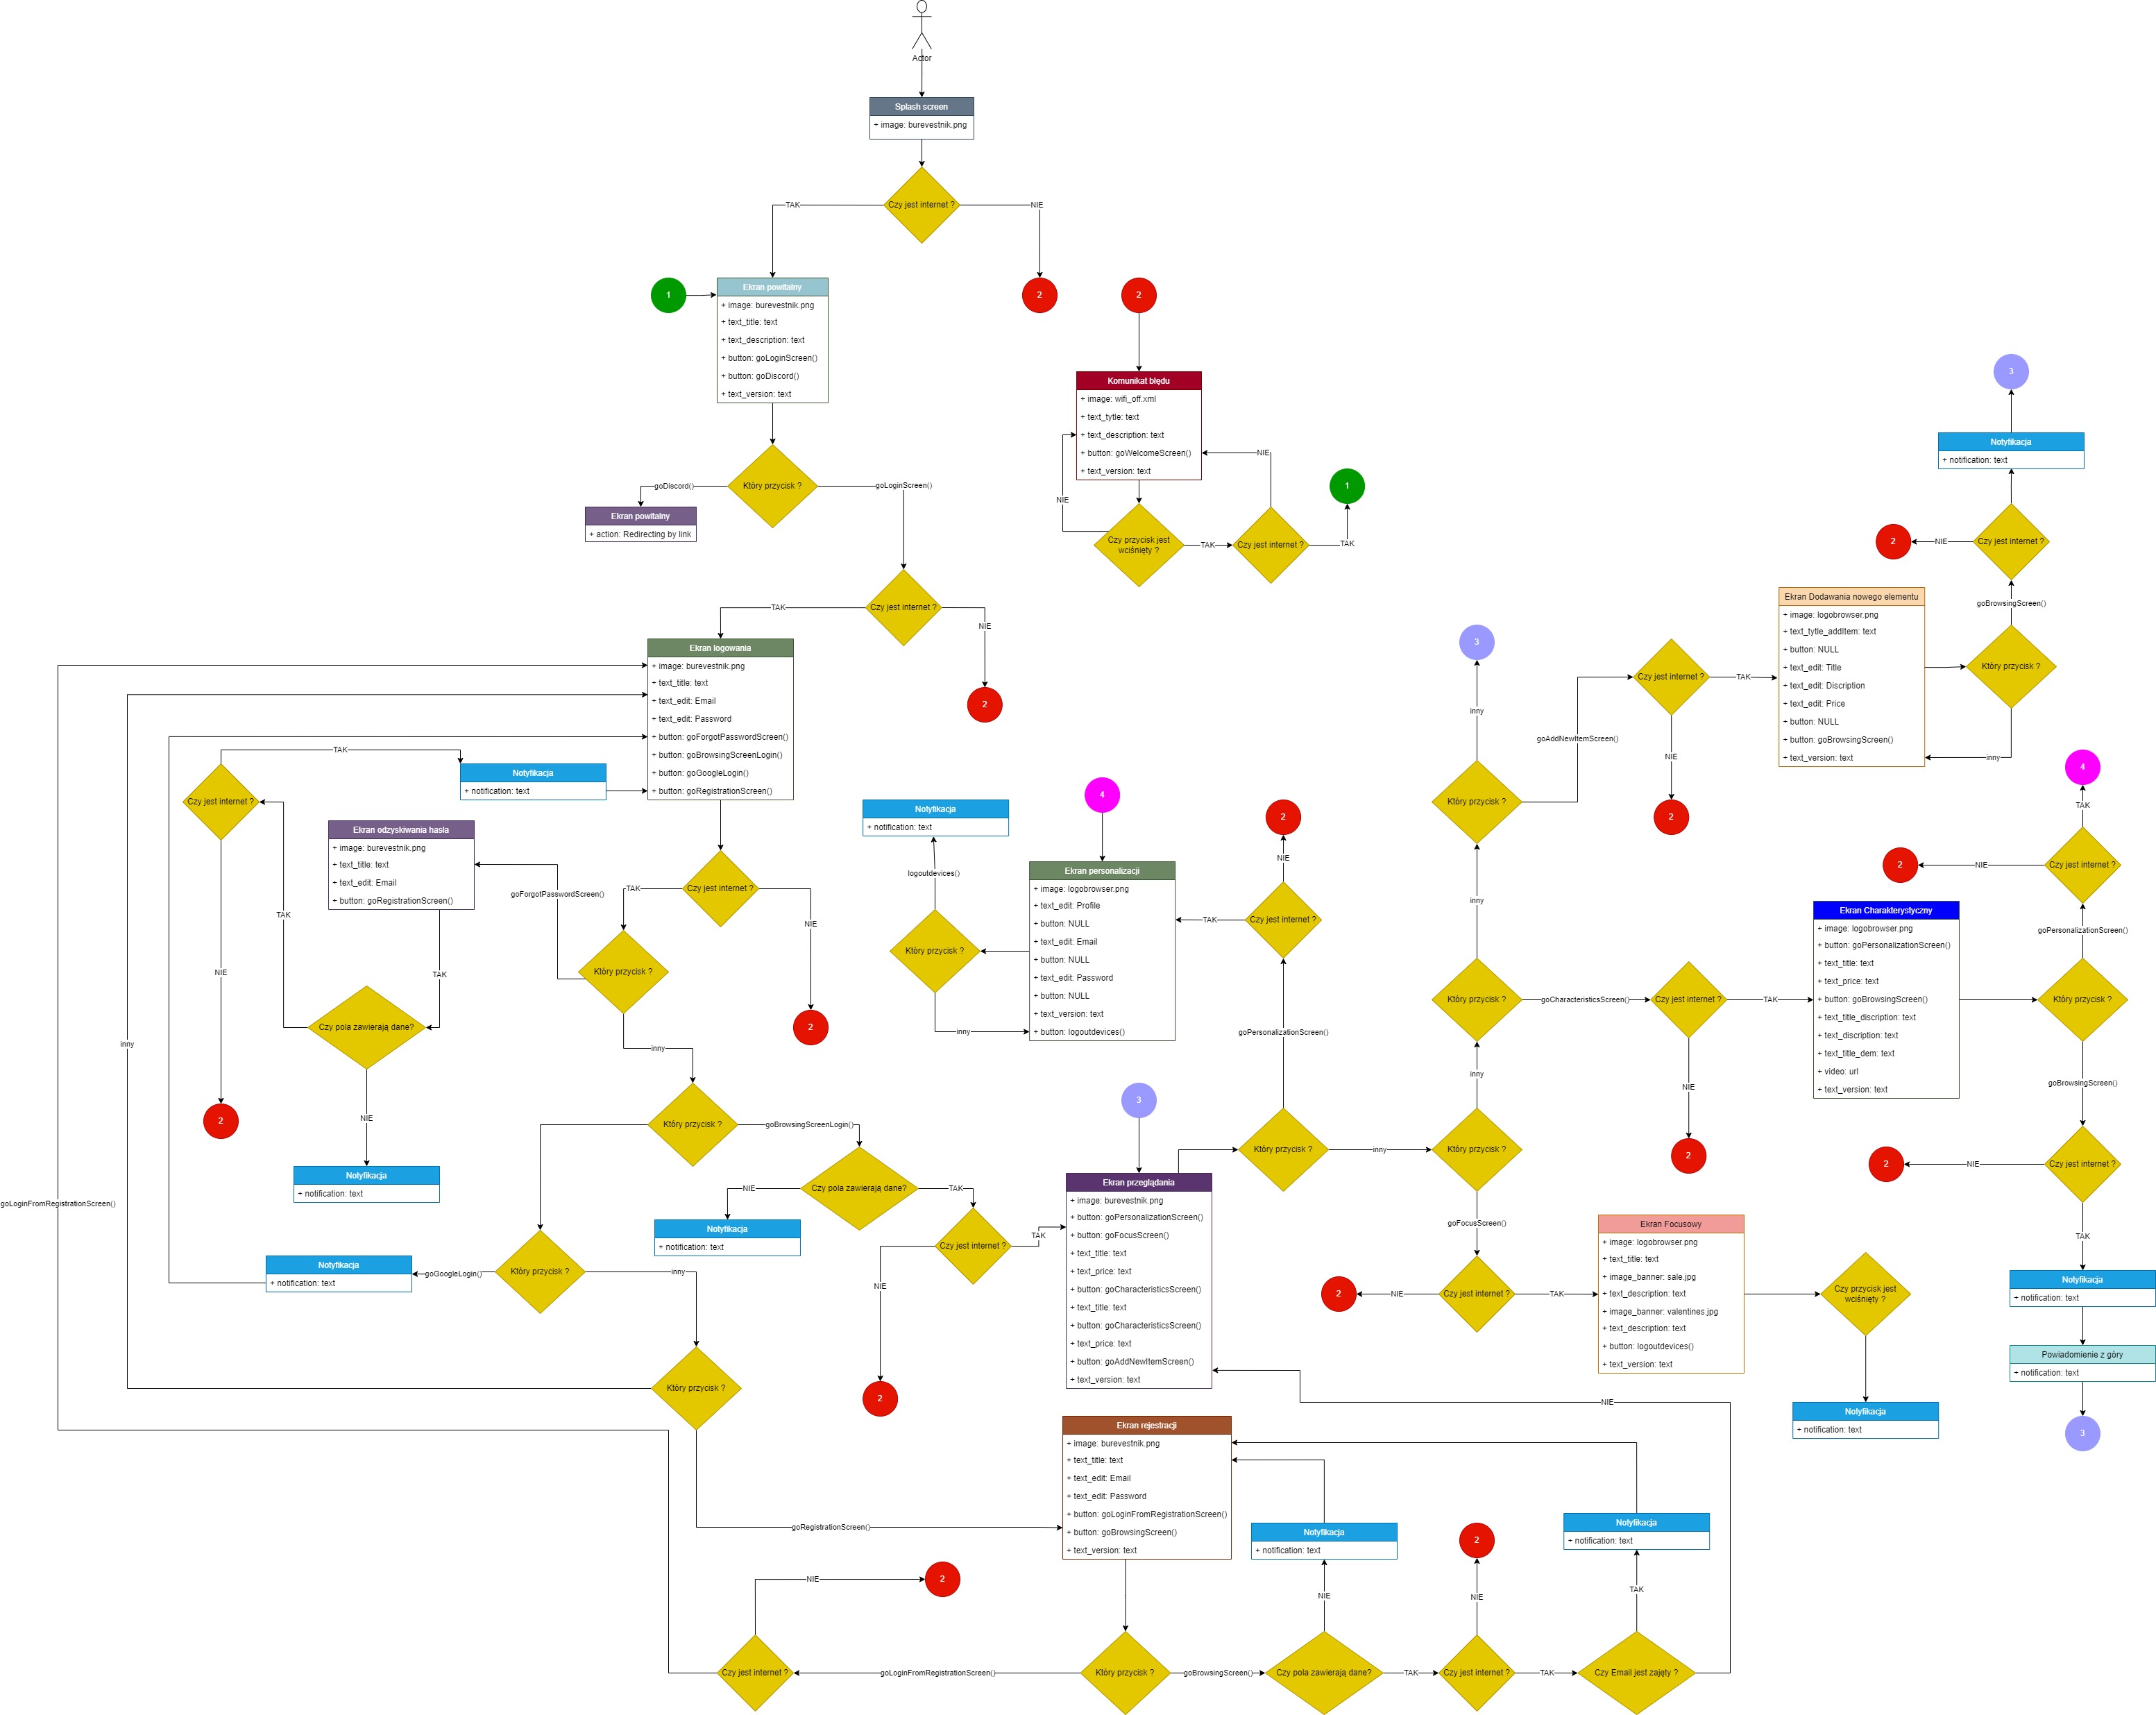 Actor
Splash screen
+ image: burevestnik.png
Czy jest internet ?
TAK
NIE
1
Ekran powitalny
+ image: burevestnik.png
+ text_title: text
+ text_description: text
+ button: goLoginScreen()
+ button: goDiscord()
+ text_version: text
2
2
Komunikat błędu
+ image: wifi_off.xml
+ text_tytle: text
+ text_description: text
+ button: goWelcomeScreen()
+ text_version: text
NIE
NIE
Czy przycisk jest
wciśnięty ?
TAK
Czy jest internet ?
TAK
1
Który przycisk ?
goDiscord()
goLoginScreen()
Ekran powitalny
+ action: Redirecting by link
Czy jest internet ?
TAK
NIE
2
Ekran logowania
+ image: burevestnik.png
+ text_title: text
+ text_edit: Email
+ text_edit: Password
+ button: goForgotPasswordScreen()
+ button: goBrowsingScreenLogin()
+ button: goGoogleLogin()
+ button: goRegistrationScreen()
TAK
Notyfikacja
+ notification: text
Czy jest internet ?
Ekran odzyskiwania hasła
+ image: burevestnik.png
+ text_title: text
+ text_edit: Email
+ button: goRegistrationScreen()
Czy jest internet ?
TAK
NIE
2
goForgotPasswordScreen()
Który przycisk ?
TAK
TAK
NIE
Czy pola zawierają dane?
NIE
2
Notyfikacja
+ notification: text
inny
inny
Który przycisk ?
goBrowsingScreenLogin()
Czy pola zawierają dane?
NIE
TAK
Notyfikacja
+ notification: text
Czy jest internet ?
TAK
NIE
2
goLoginFromRegistrationScreen()
Notyfikacja
+ notification: text
goGoogleLogin()
Który przycisk ?
inny
Który przycisk ?
goRegistrationScreen()
Notyfikacja
+ notification: text
logoutdevices()
Który przycisk ?
inny
4
Ekran personalizacji
+ image: logobrowser.png
+ text_edit: Profile
+ button: NULL
+ text_edit: Email
+ button: NULL
+ text_edit: Password
+ button: NULL
+ text_version: text
+ button: logoutdevices()
2
NIE
Czy jest internet ?
TAK
goPersonalizationScreen()
3
Ekran przeglądania
+ image: burevestnik.png
+ button: goPersonalizationScreen()
+ button: goFocusScreen()
+ text_title: text
+ text_price: text
+ button: goCharacteristicsScreen()
+ text_title: text
+ button: goCharacteristicsScreen()
+ text_price: text
+ button: goAddNewItemScreen()
+ text_version: text
Który przycisk ?
inny
Który przycisk ?
inny
goFocusScreen()
Czy jest internet ?
NIE
2
TAK
Ekran Focusowy
+ image: logobrowser.png
+ text_title: text
+ image_banner: sale.jpg
+ text_description: text
+ image_banner: valentines.jpg
+ text_description: text
+ button: logoutdevices()
+ text_version: text
Czy przycisk jest
wciśnięty ?
Notyfikacja
+ notification: text
Który przycisk ?
inny
goCharacteristicsScreen()
Czy jest internet ?
TAK
NIE
2
Ekran Charakterystyczny
+ image: logobrowser.png
+ button: goPersonalizationScreen()
+ text_title: text
+ text_price: text
+ button: goBrowsingScreen()
+ text_title_discription: text
+ text_discription: text
+ text_title_dem: text
+ video: url
+ text_version: text
Który przycisk ?
goPersonalizationScreen()
Czy jest internet ?
NIE
2
TAK
4
goBrowsingScreen()
Czy jest internet ?
NIE
2
TAK
Notyfikacja
+ notification: text
Powiadomienie z góry
+ notification: text
3
Który przycisk ?
inny
3
goAddNewItemScreen()
Czy jest internet ?
TAK
NIE
2
Ekran Dodawania nowego elementu
+ image: logobrowser.png
+ text_tytle_addItem: text
+ button: NULL
+ text_edit: Title
+ text_edit: Discription
+ text_edit: Price
+ button: NULL
+ button: goBrowsingScreen()
+ text_version: text
Który przycisk ?
inny
goBrowsingScreen()
Czy jest internet ?
NIE
2
Notyfikacja
+ notification: text
3
Ekran rejestracji
+ image: burevestnik.png
+ text_title: text
+ text_edit: Email
+ text_edit: Password
+ button: goLoginFromRegistrationScreen()
+ button: goBrowsingScreen()
+ text_version: text
NIE
Notyfikacja
+ notification: text
2
Notyfikacja
+ notification: text
2
NIE
NIE
NIE
TAK
Czy jest internet ?
goLoginFromRegistrationScreen()
Który przycisk ?
goBrowsingScreen()
Czy pola zawierają dane?
TAK
Czy jest internet ?
TAK
Czy Email jest zajęty ?